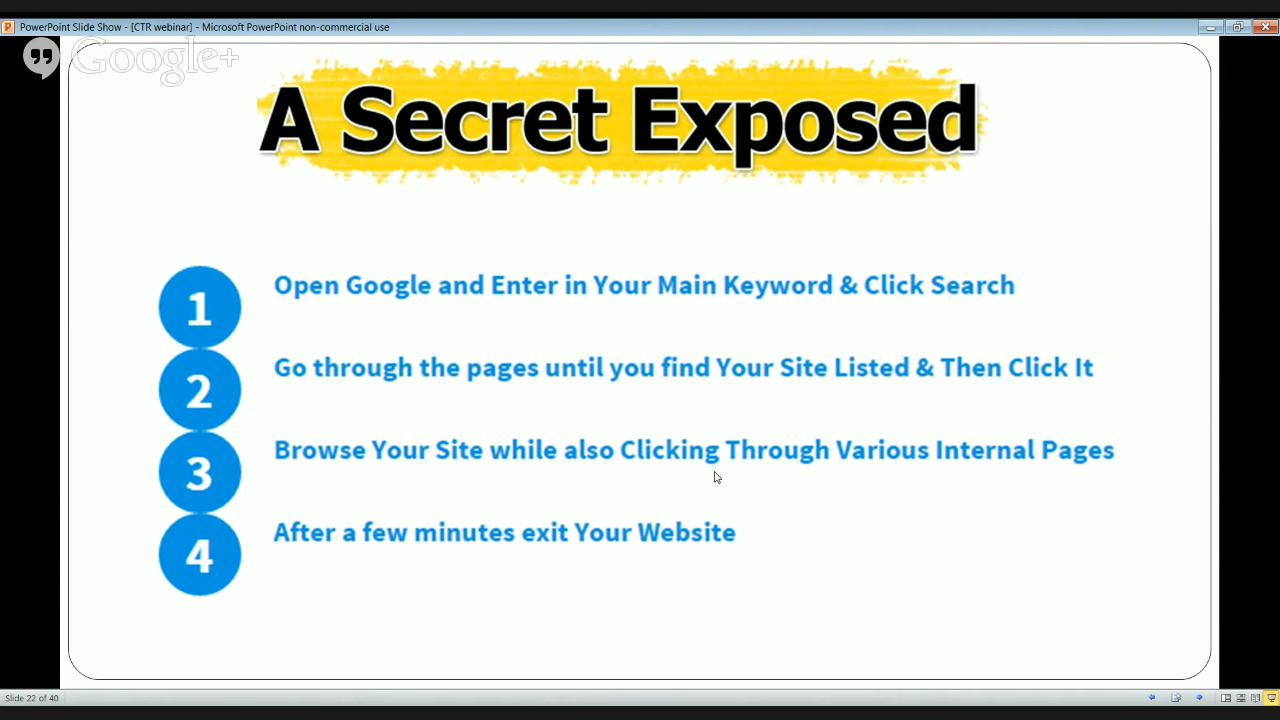 PowerPoint Slide Show - [CTR webinar] - Microsoft PowerPoint non-commercial use
Google+
A Secret Exposed
1 Open Google and Enter in Your Main Keyword & Click Search
2 Go through the pages until you find Your Site Listed & Then Click It
3 Browse Your Site while also Clicking Through Various Internal Pages
4 After a few minutes exit Your Website
Slide 22 of 40